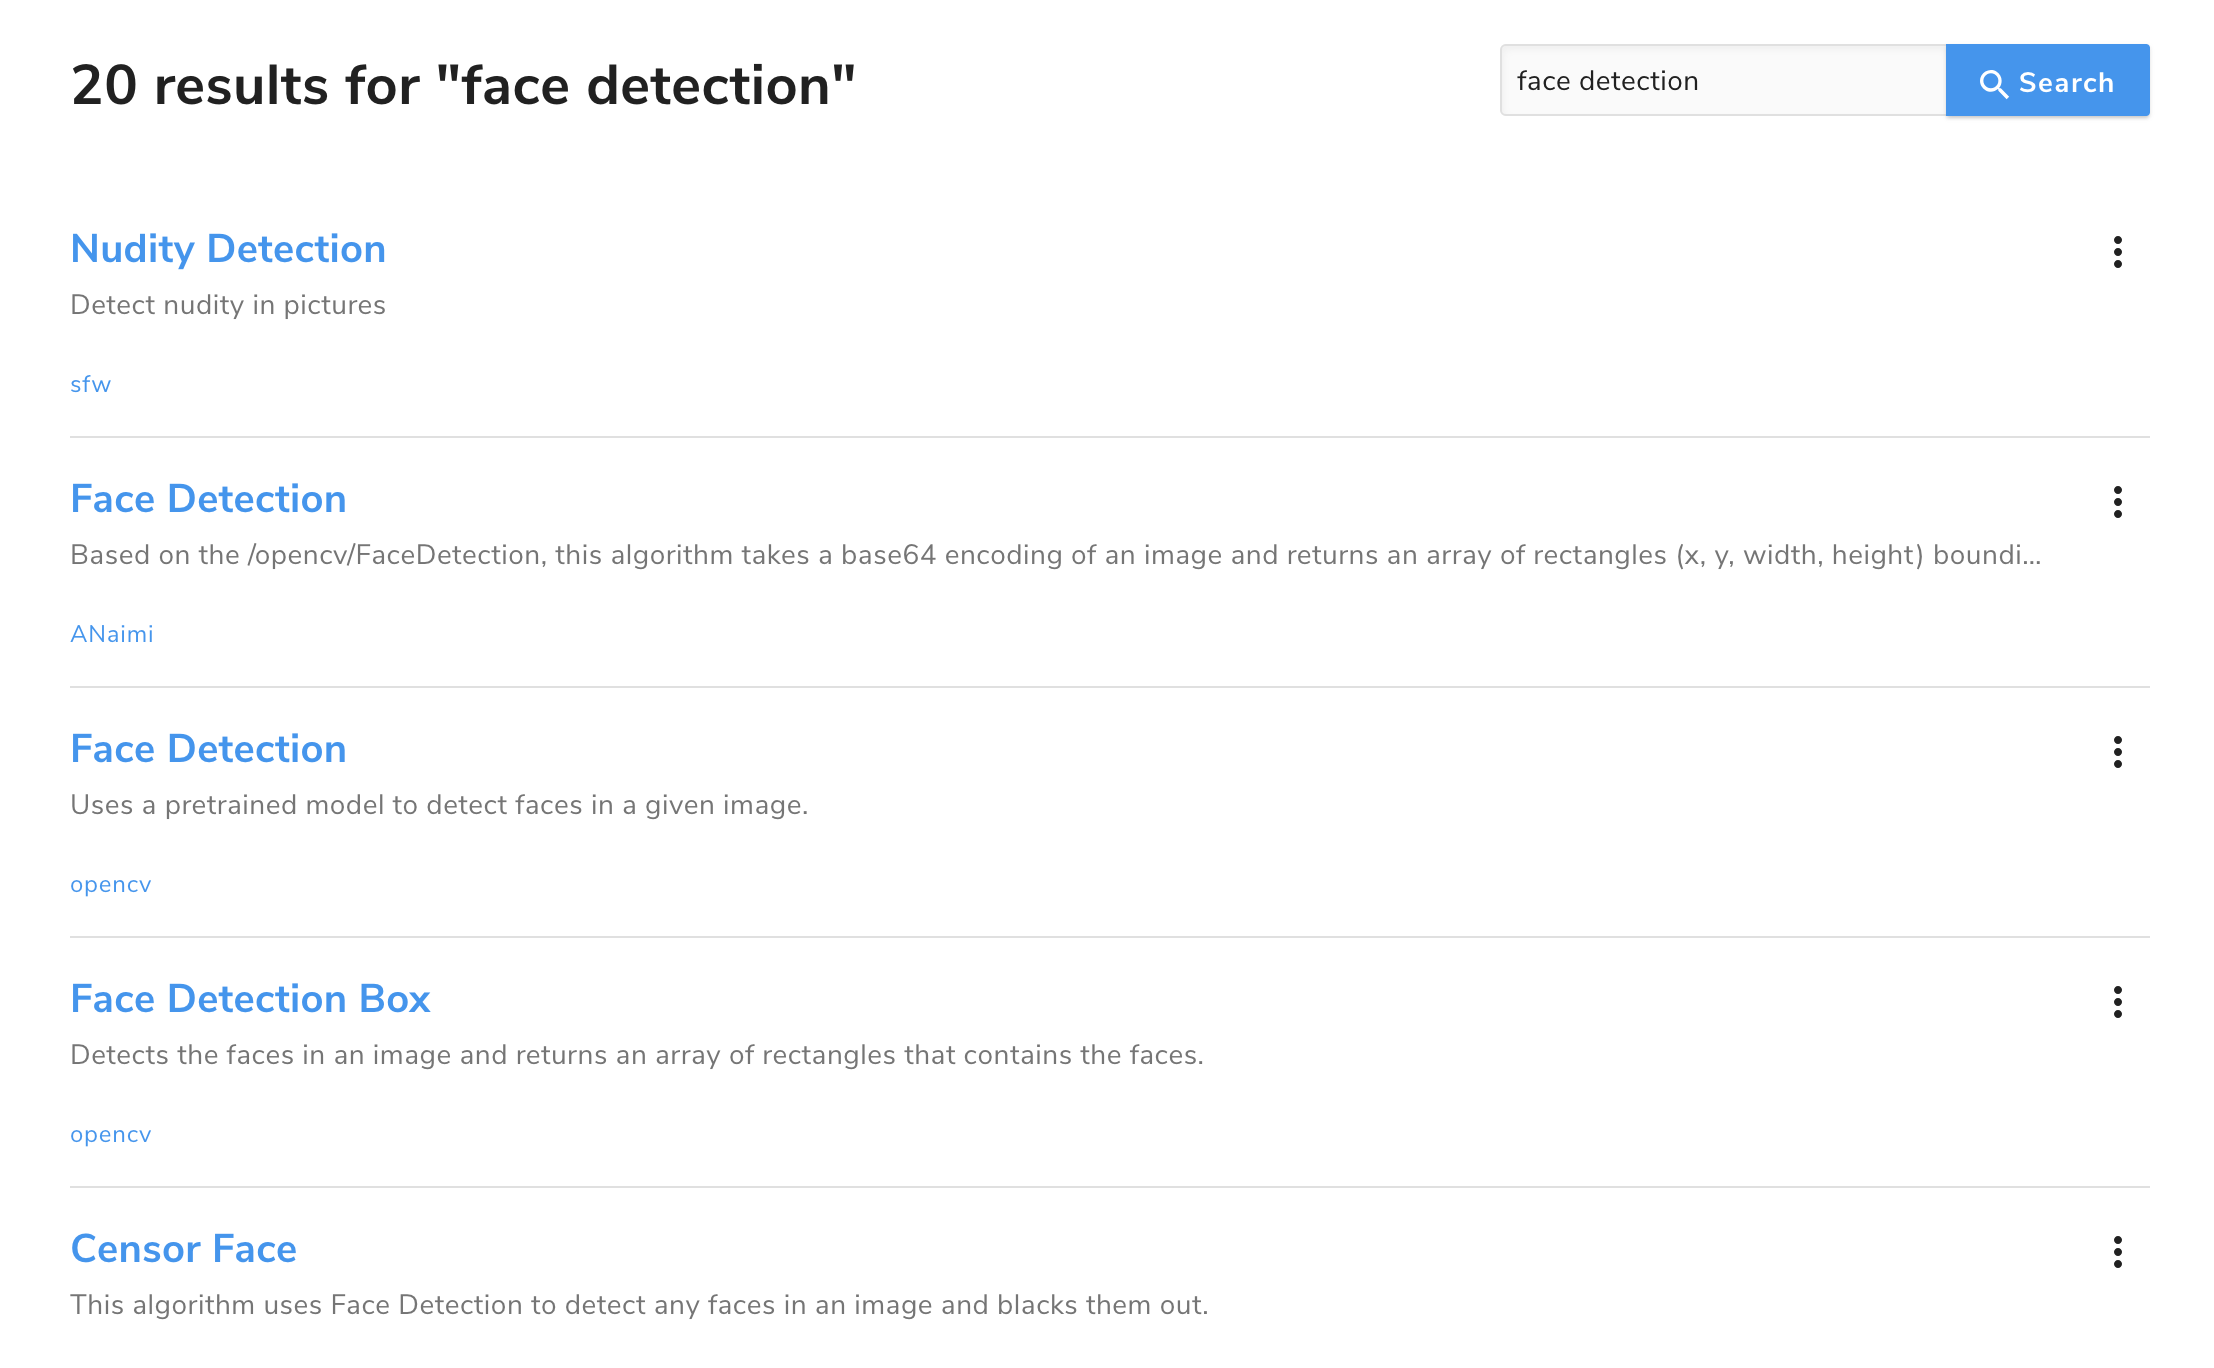 20 results for "face detection"
face detection
Search
Nudity Detection
Detect nudity in pictures
sfw
Face Detection
Based on the /opencv/FaceDetection, this algorithm takes a base64 encoding of an image and returns an array of rectangles (x, y, width, height) boundi...
ANaimi
Face Detection
Uses a pretrained model to detect faces in a given image.
opencv
Face Detection Box
Detects the faces in an image and returns an array of rectangles that contains the faces.
opencv
Censor Face
This algorithm uses Face Detection to detect any faces in an image and blacks them out.